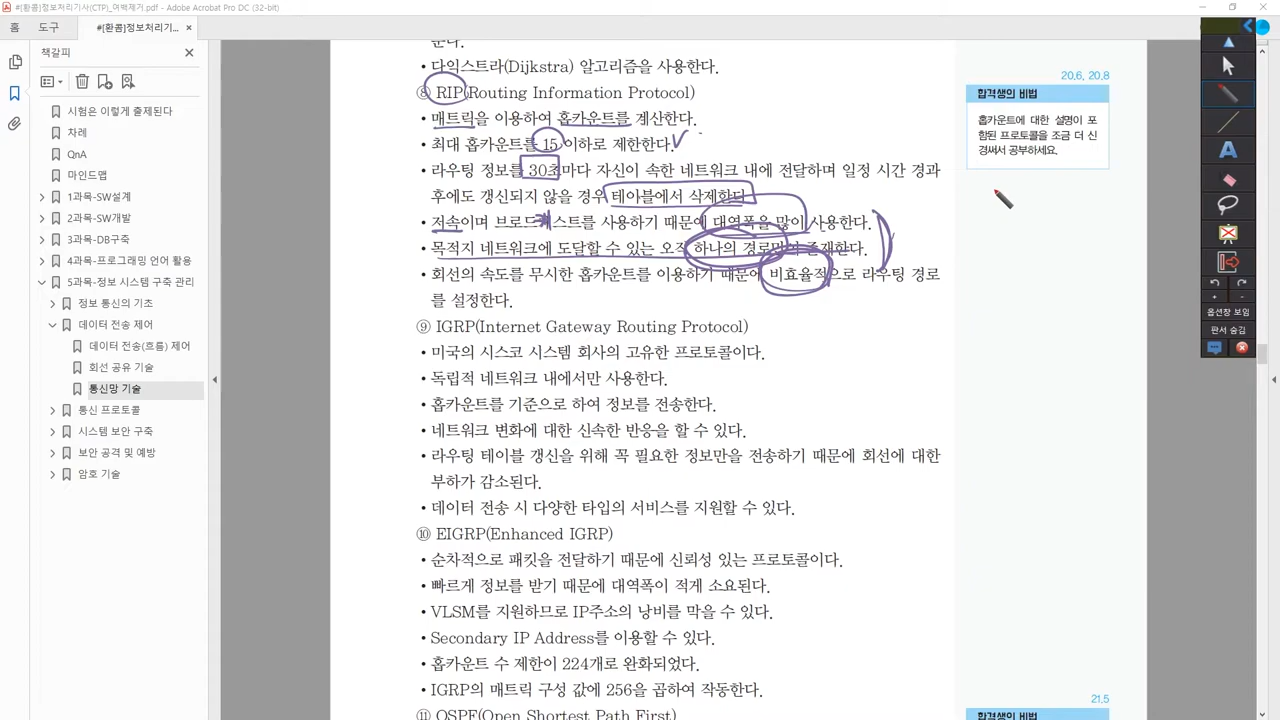 #[환콤]정보처리기사(CTP)_여백제거.pdf - Adobe Acrobat Pro DC (32-bit)
홈
도구
#[환콤]정보처리기... ×
책갈피
시험은 이렇게 출제된다
차례
QnA
마인드맵
1과목-SW설계
2과목-SW개발
3과목-DB구축
4과목-프로그래밍 언어 활용
5과목-정보 시스템 구축 관리
정보 통신의 기초
데이터 전송 제어
데이터 전송(흐름) 제어
회선 공유 기술
통신망 기술
통신 프로토콜
시스템 보안 구축
보안 공격 및 예방
암호 기술
은다.
• 다익스트라(Dijkstra) 알고리즘을 사용한다.
⑧ RIP(Routing Information Protocol)
• 매트릭을 이용하여 홉카운트를 계산한다.
• 최대 홉카운트를 15 이하로 제한한다.
• 라우팅 정보를 30초마다 자신이 속한 네트워크 내에 전달하며 일정 시간 경과
후에도 갱신되지 않을 경우 테이블에서 삭제한다.
• 저속이며 브로드스트를 사용하기 때문에 대역폭을 많이 사용한다.
• 목적지 네트워크에 도달할 수 있는 오직 하나의 경로만이 존재한다.
• 회선의 속도를 무시한 홉카운트를 이용하기 때문에 비효율적으로 라우팅 경로
를 설정한다.
⑨ IGRP(Internet Gateway Routing Protocol)
• 미국의 시스코 시스템 회사의 고유한 프로토콜이다.
• 독립적 네트워크 내에서만 사용한다.
• 홉카운트를 기준으로 하여 정보를 전송한다.
• 네트워크 변화에 대한 신속한 반응을 할 수 있다.
• 라우팅 테이블 갱신을 위해 꼭 필요한 정보만을 전송하기 때문에 회선에 대한
부하가 감소된다.
• 데이터 전송 시 다양한 타입의 서비스를 지원할 수 있다.
⑩ EIGRP(Enhanced IGRP)
• 순차적으로 패킷을 전달하기 때문에 신뢰성 있는 프로토콜이다.
• 빠르게 정보를 받기 때문에 대역폭이 적게 소요된다.
• VLSM를 지원하므로 IP주소의 낭비를 막을 수 있다.
• Secondary IP Address를 이용할 수 있다.
• 홉카운트 수 제한이 224개로 완화되었다.
• IGRP의 매트릭 구성 값에 256을 곱하여 작동한다.
⑪ OSPF(Open Shortest Path First)
20.6, 20.8
합격생의 비법
홉카운트에 대한 설명이 포
함된 프로토콜을 조금 더 신
경써서 공부하세요.
21.5
합격생의 비법
옵션창 보임
판서 숨김